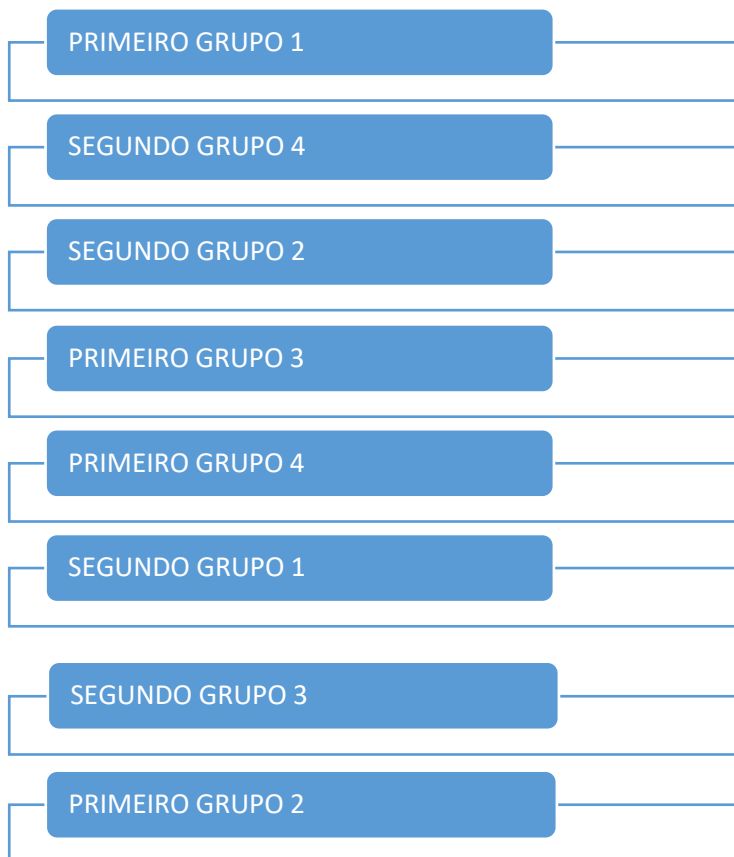 PRIMEIRO GRUPO 1
SEGUNDO GRUPO 4
SEGUNDO GRUPO 2
PRIMEIRO GRUPO 3
PRIMEIRO GRUPO 4
SEGUNDO GRUPO 1
SEGUNDO GRUPO 3
PRIMEIRO GRUPO 2